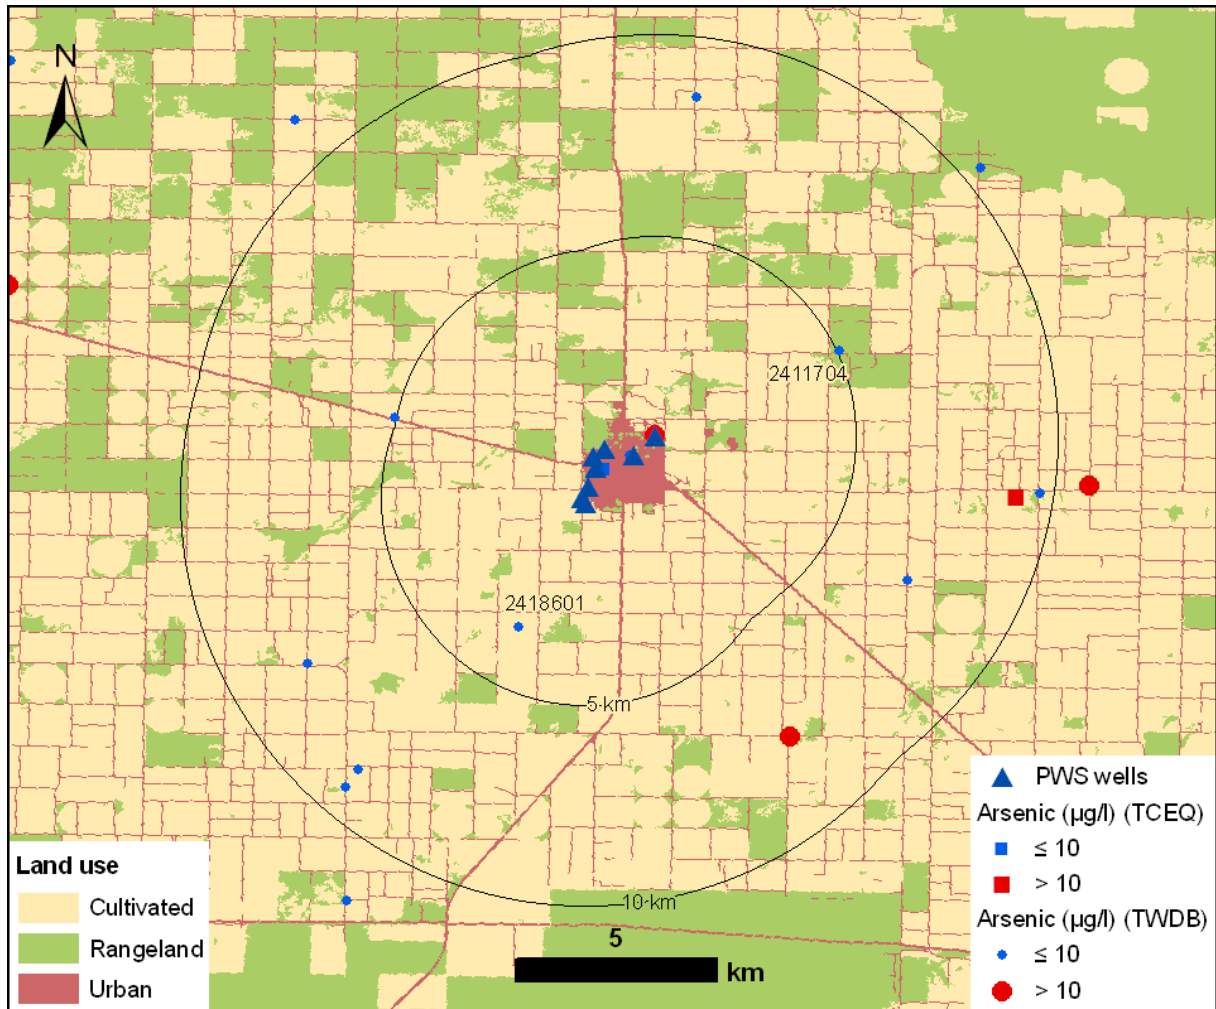 N
2411704
2418601
5 km
10 km
5
km
Land use
Cultivated
Rangeland
Urban
PWS wells
Arsenic (µg/l) (TCEQ)
≤ 10
> 10
Arsenic (µg/l) (TWDB)
≤ 10
> 10